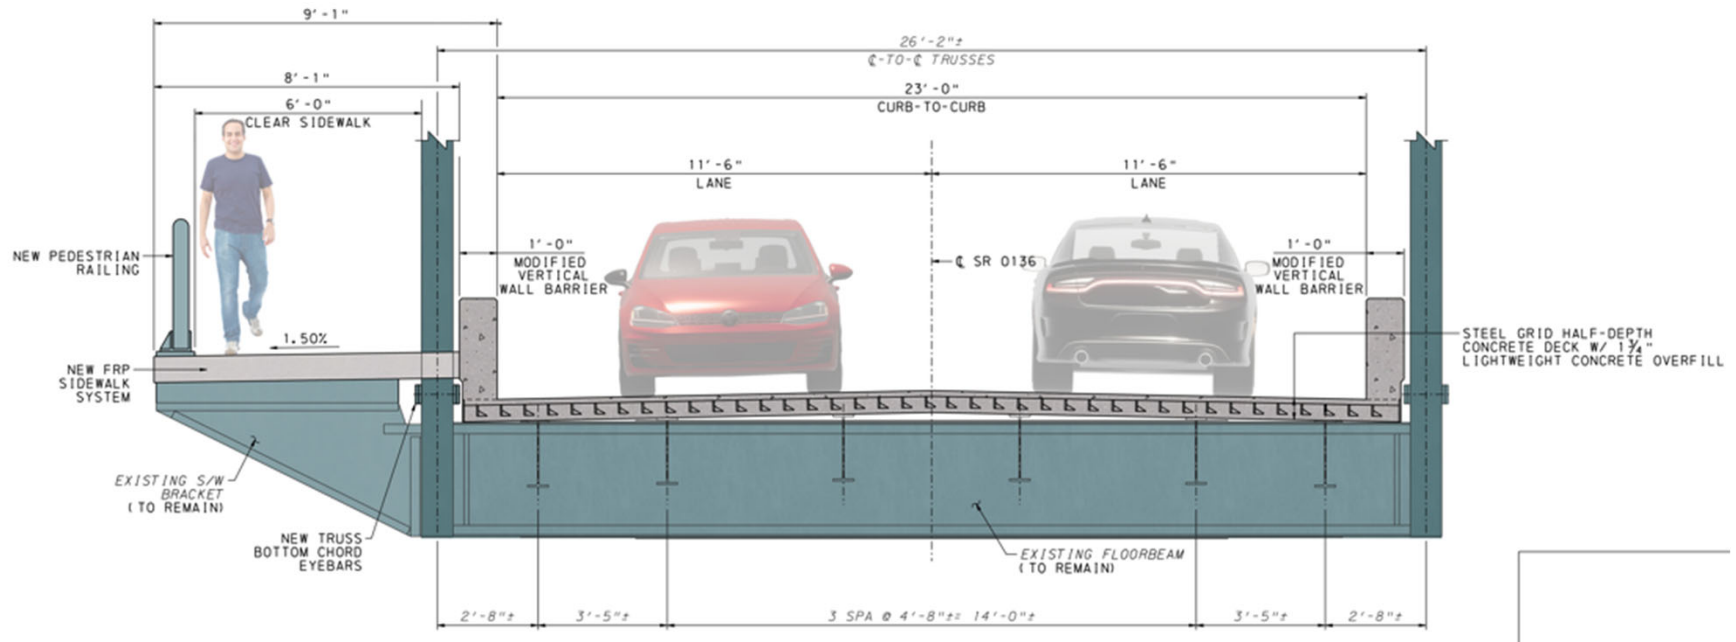 9'-1"
26'-2"±
℄-TO-℄ TRUSSES
8'-1"
23'-0"
CURB-TO-CURB
6'-0"
CLEAR SIDEWALK
11'-6"
LANE
11'-6"
LANE
NEW PEDESTRIAN
RAILING
1'-0"
MODIFIED
VERTICAL
WALL BARRIER
℄ SR 0136
1'-0"
MODIFIED
VERTICAL
WALL BARRIER
1.50%
STEEL GRID HALF-DEPTH
CONCRETE DECK W/ 1¾"
LIGHTWEIGHT CONCRETE OVERFILL
NEW FRP
SIDEWALK
SYSTEM
EXISTING S/W
BRACKET
(TO REMAIN)
NEW TRUSS
BOTTOM CHORD
EYEBARS
EXISTING FLOORBEAM
(TO REMAIN)
2'-8"±
3'-5"±
3 SPA @ 4'-8"±= 14'-0"±
3'-5"±
2'-8"±